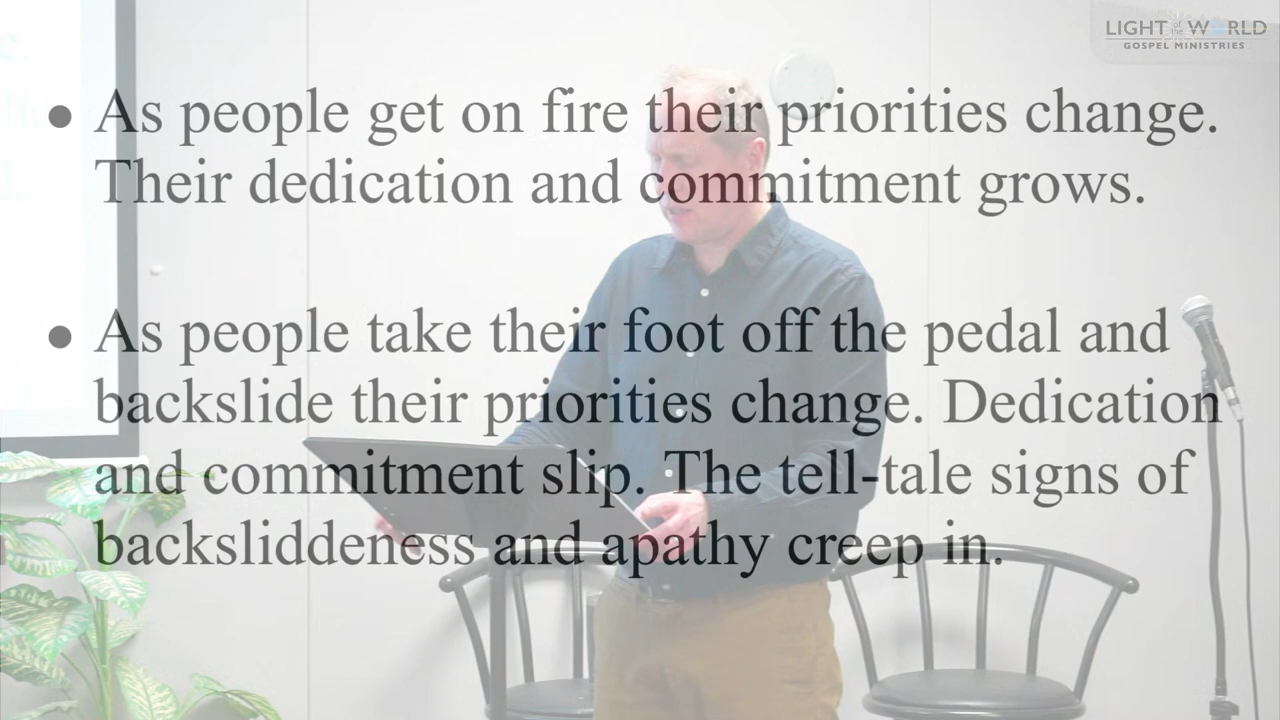 LIGHT of the WORLD
GOSPEL MINISTRIES
• As people get on fire their priorities change.
Their dedication and commitment grows.
• As people take their foot off the pedal and
backslide their priorities change. Dedication
and commitment slip. The tell-tale signs of
backsliddeness and apathy creep in.